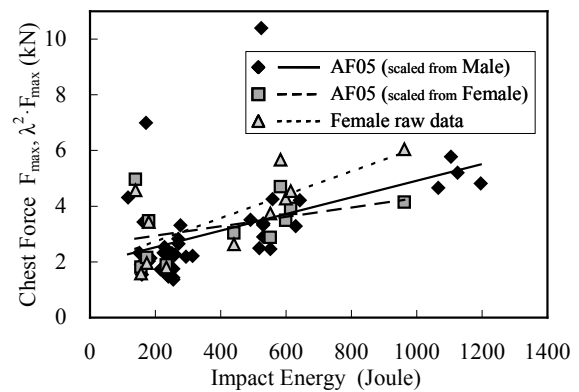 Chest Force F_max, λ²·F_max (kN)
10
8
6
4
2
0
AF05 (scaled from Male)
AF05 (scaled from Female)
Female raw data
0 200 400 600 800 1000 1200 1400
Impact Energy (Joule)